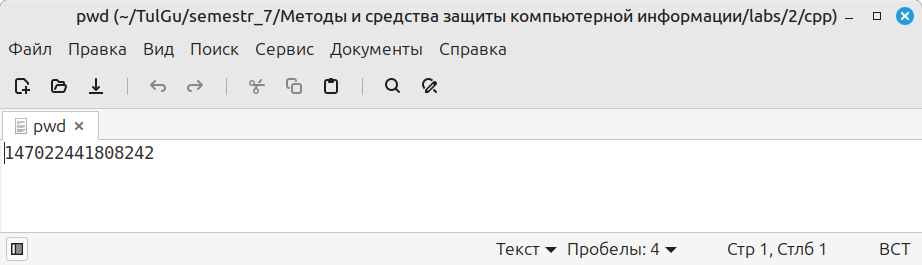 pwd (~/TulGu/semestr_7/Методы и средства защиты компьютерной информации/labs/2/cpp)
Файл Правка Вид Поиск Сервис Документы Справка
pwd
147022441808242
Текст Пробелы: 4 Стр 1, Стлб 1 ВСТ